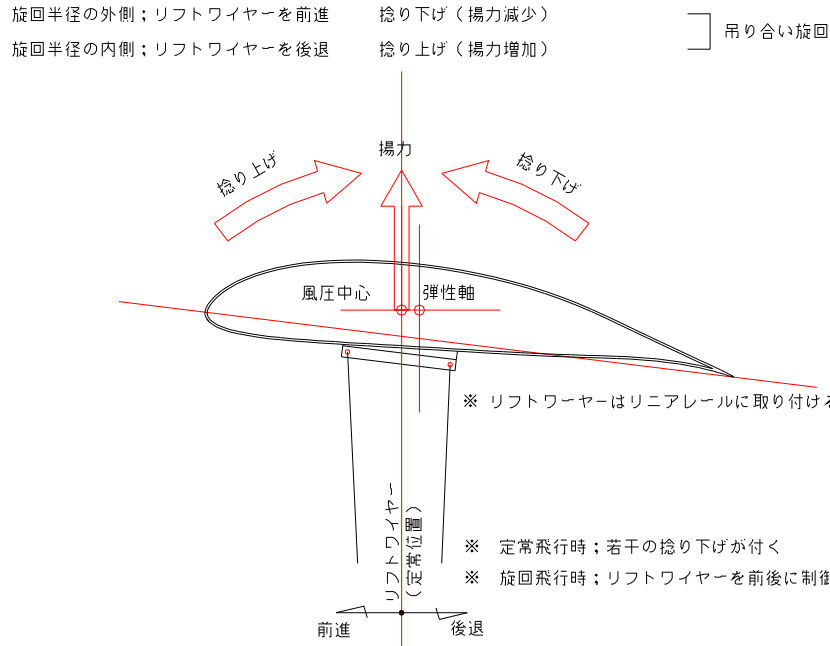 旋回半径の外側；リフトワイヤーを前進 捻り下げ（揚力減少）
旋回半径の内側；リフトワイヤーを後退 捻り上げ（揚力増加）
吊り合い旋回
揚力
捻り上げ
捻り下げ
風圧中心
弾性軸
※ リフトワーヤーはリニアレールに取り付ける
リフトワイヤー
（定常位置）
※ 定常飛行時；若干の捻り下げが付く
※ 旋回飛行時；リフトワイヤーを前後に制御
前進
後退